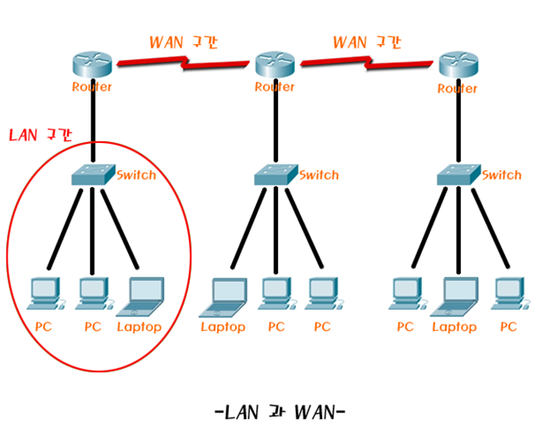 WAN 구간 WAN 구간
Router Router Router
LAN 구간
Switch Switch Switch
PC PC Laptop Laptop PC PC PC Laptop PC
-LAN 과 WAN-